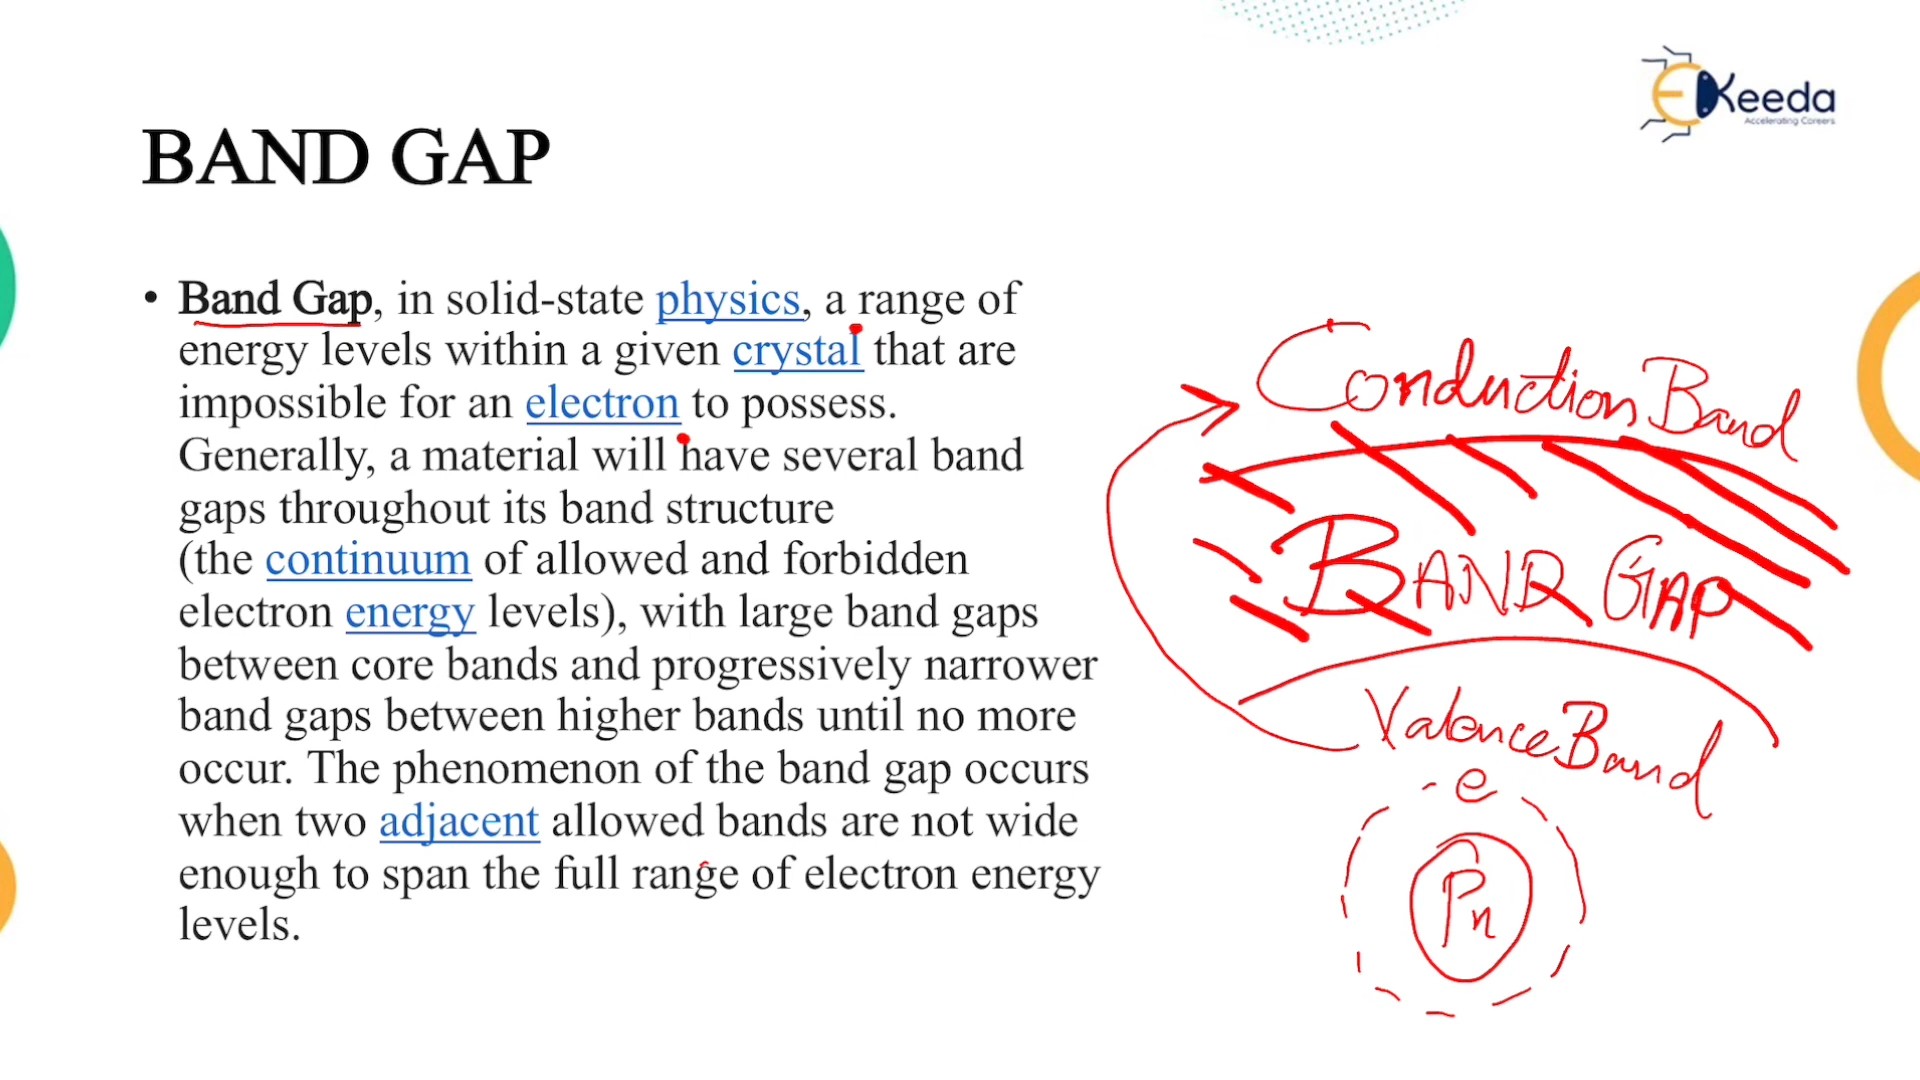 Keeda
Accelerating Careers
BAND GAP
• Band Gap, in solid-state physics, a range of
energy levels within a given crystal that are
impossible for an electron to possess.
Generally, a material will have several band
gaps throughout its band structure
(the continuum of allowed and forbidden
electron energy levels), with large band gaps
between core bands and progressively narrower
band gaps between higher bands until no more
occur. The phenomenon of the band gap occurs
when two adjacent allowed bands are not wide
enough to span the full range of electron energy
levels.
Conduction Band
BAND GAP
Valence Band
-e
Pn